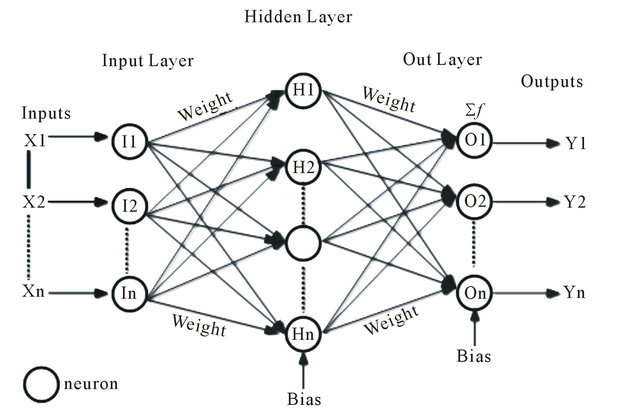 Hidden Layer
Input Layer
Out Layer
Outputs
Inputs
Weight
Weight
Σf
X1
I1
H1
O1
Y1
X2
I2
H2
O2
Y2
Xn
In
Hn
On
Yn
Weight
Weight
Bias
Bias
neuron